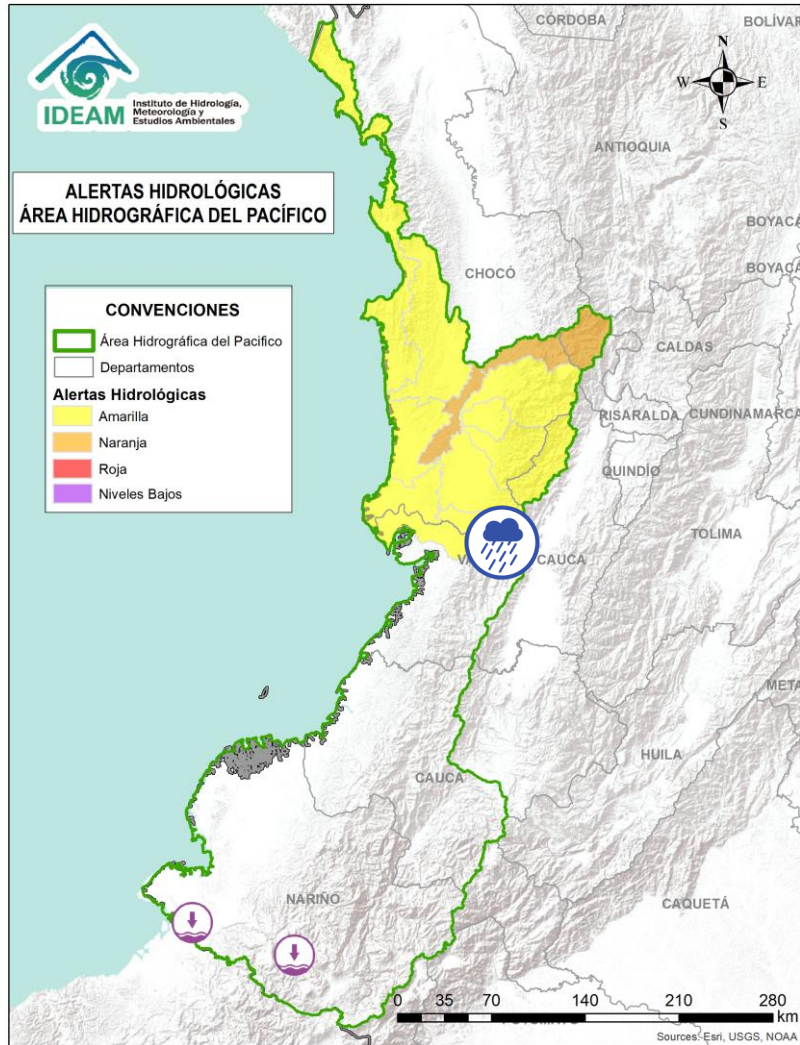 IDEAM
Instituto de Hidrología,
Meteorología y
Estudios Ambientales
ALERTAS HIDROLÓGICAS
ÁREA HIDROGRÁFICA DEL PACÍFICO
CONVENCIONES
Área Hidrográfica del Pacifico
Departamentos
Alertas Hidrológicas
Amarilla
Naranja
Roja
Niveles Bajos
N
W E
S
CÓRDOBA
BOLÍVAR
ANTIOQUIA
BOYACÁ
CHOCÓ
BOYACÁ
CALDAS
RISARALDA
CUNDINAMARCA
QUINDÍO
TOLIMA
CAUCA
META
HUILA
CAUCA
NARIÑO
CAQUETÁ
0 35 70 140 210 280
km
Sources: Esri, USGS, NOAA